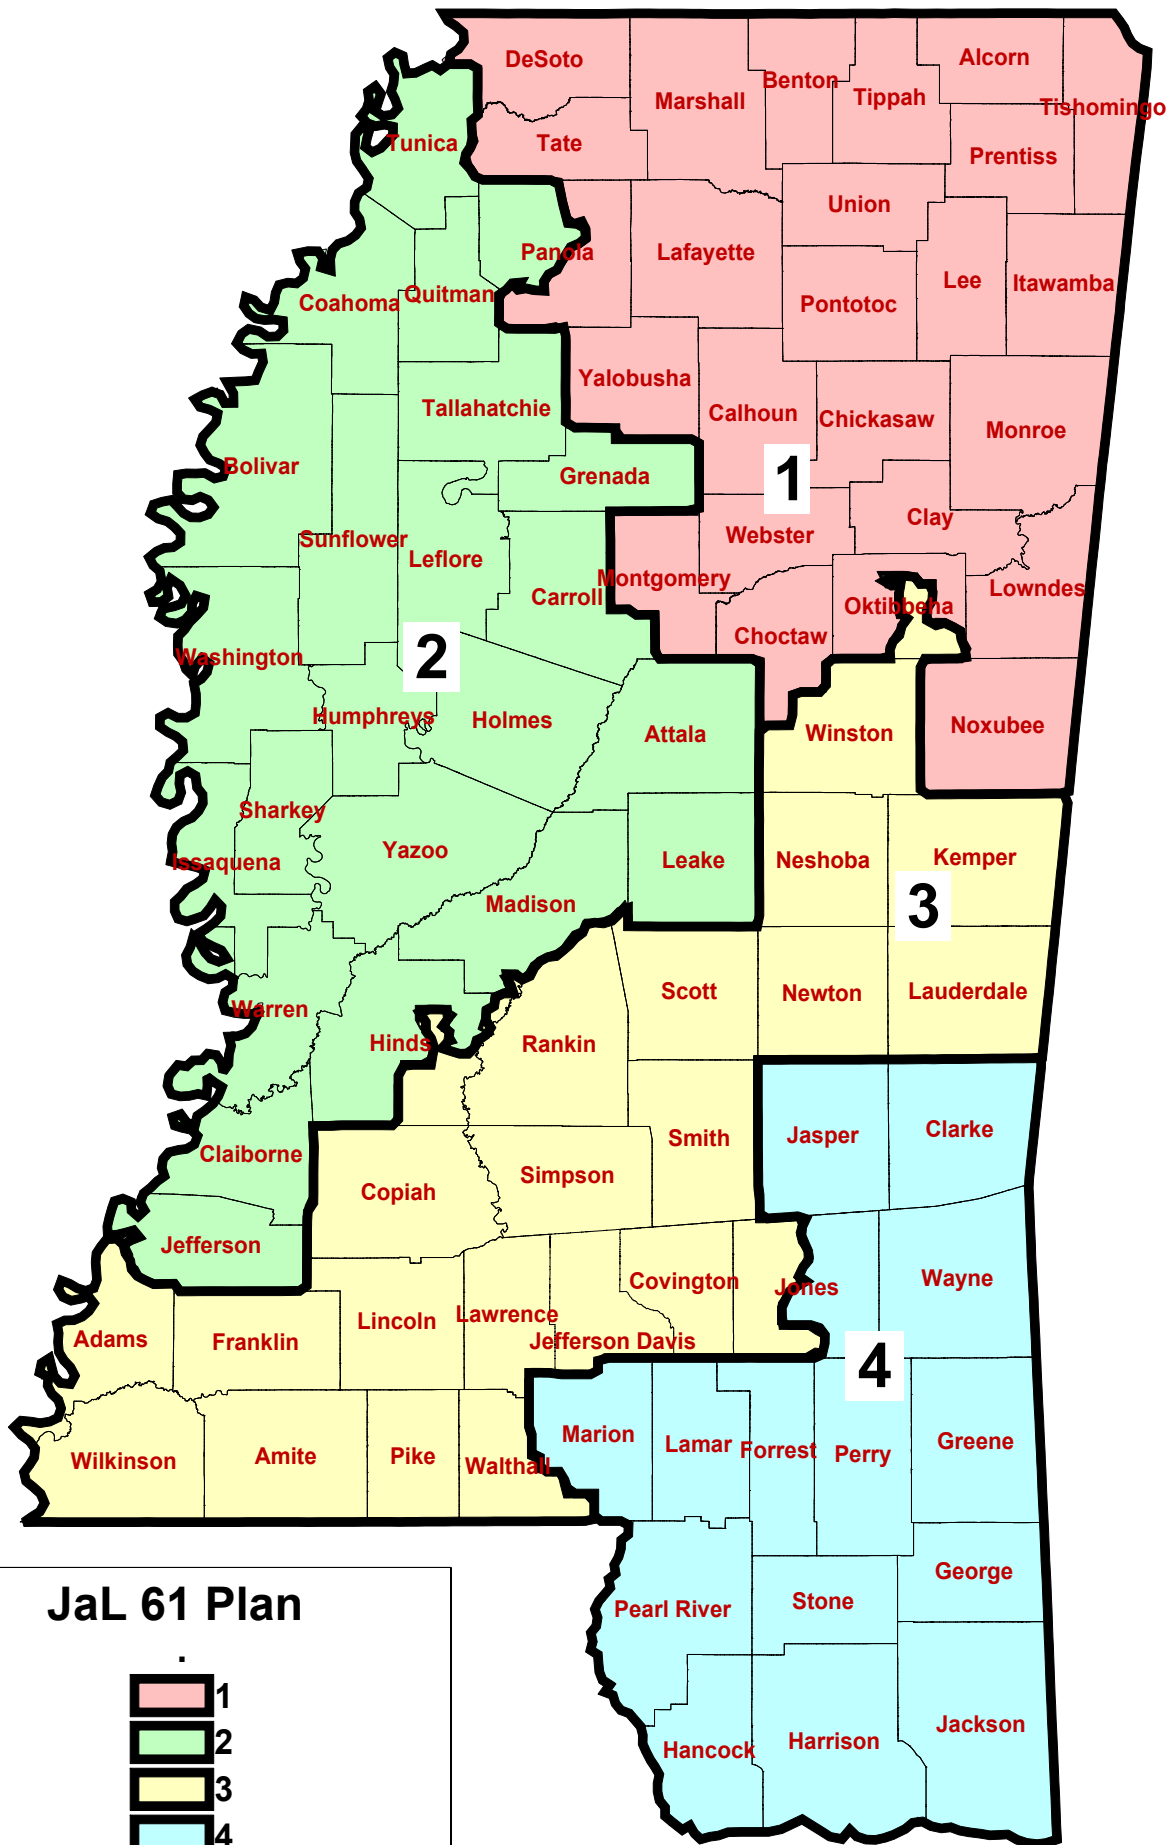 DeSoto
Marshall
Benton
Tippah
Alcorn
Tishomingo
Tunica
Tate
Prentiss
Union
Panola
Lafayette
Coahoma
Quitman
Pontotoc
Lee
Itawamba
Yalobusha
Tallahatchie
Calhoun
Chickasaw
Monroe
Bolivar
Grenada
1
Sunflower
Leflore
Webster
Clay
Carroll
Montgomery
Oktibbeha
Lowndes
Choctaw
Washington
2
Humphreys
Holmes
Attala
Winston
Noxubee
Sharkey
Issaquena
Yazoo
Leake
Neshoba
Kemper
Madison
3
Warren
Scott
Newton
Lauderdale
Hinds
Rankin
Claiborne
Smith
Jasper
Clarke
Copiah
Simpson
Jefferson
Covington
Jones
Wayne
Adams
Franklin
Lincoln
Lawrence
Jefferson Davis
4
Wilkinson
Amite
Pike
Walthall
Marion
Lamar
Forrest
Perry
Greene
Pearl River
Stone
George
Hancock
Harrison
Jackson
JaL 61 Plan
.
1
2
3
4